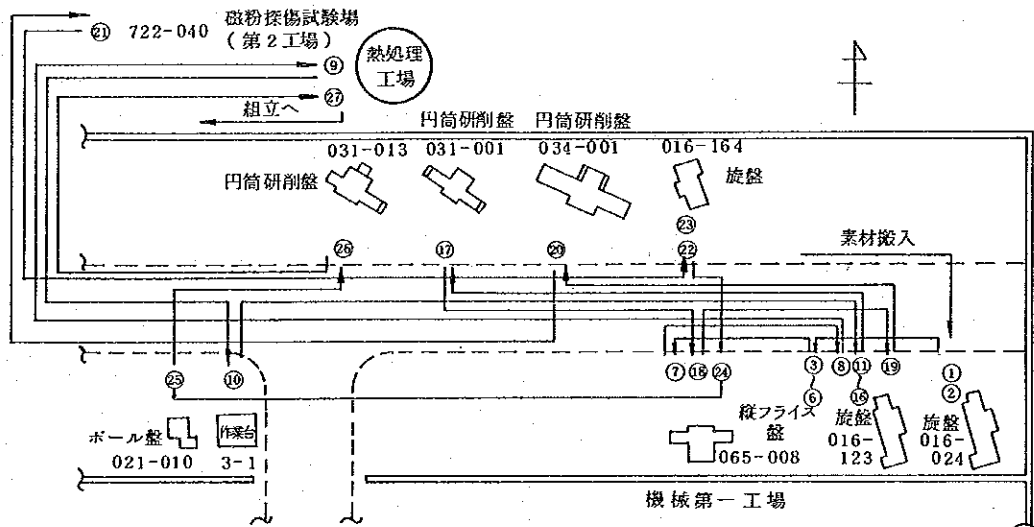 ㉑ 722-040 磁粉探傷試験場
(第2工場)
⑨ 熱処理
工場
㉗
組立へ
円筒研削盤 円筒研削盤
031-013 031-001 034-001 016-164
円筒研削盤 旋盤
㉓
㉖ ⑰ ⑳ ㉒ 素材搬入
㉕ ⑩ ⑦ ⑱ ㉔ ③ ⑧ ⑪ ⑲ ①
~ ~ ②
⑥ ⑯
ボール盤 作業台 縦フライス 旋盤 旋盤
盤 016- 016-
021-010 3-1 065-008 123 024
機械第一工場